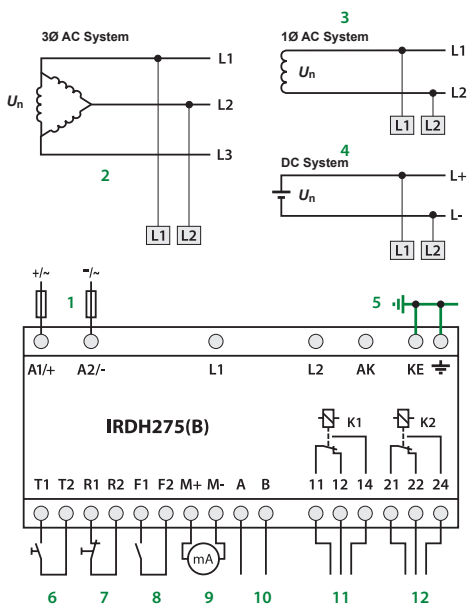 3
3Ø AC System
1Ø AC System
L1
L1
Un
L2
Un
L2
L1 L2
2
L3
4
DC System
L+
Un
L-
L1 L2
L1 L2
+/~ -/~
1
5
A1/+ A2/- L1 L2 AK KE
IRDH275(B)
K1 K2
T1 T2 R1 R2 F1 F2 M+ M- A B 11 12 14 21 22 24
mA
6 7 8 9 10 11 12